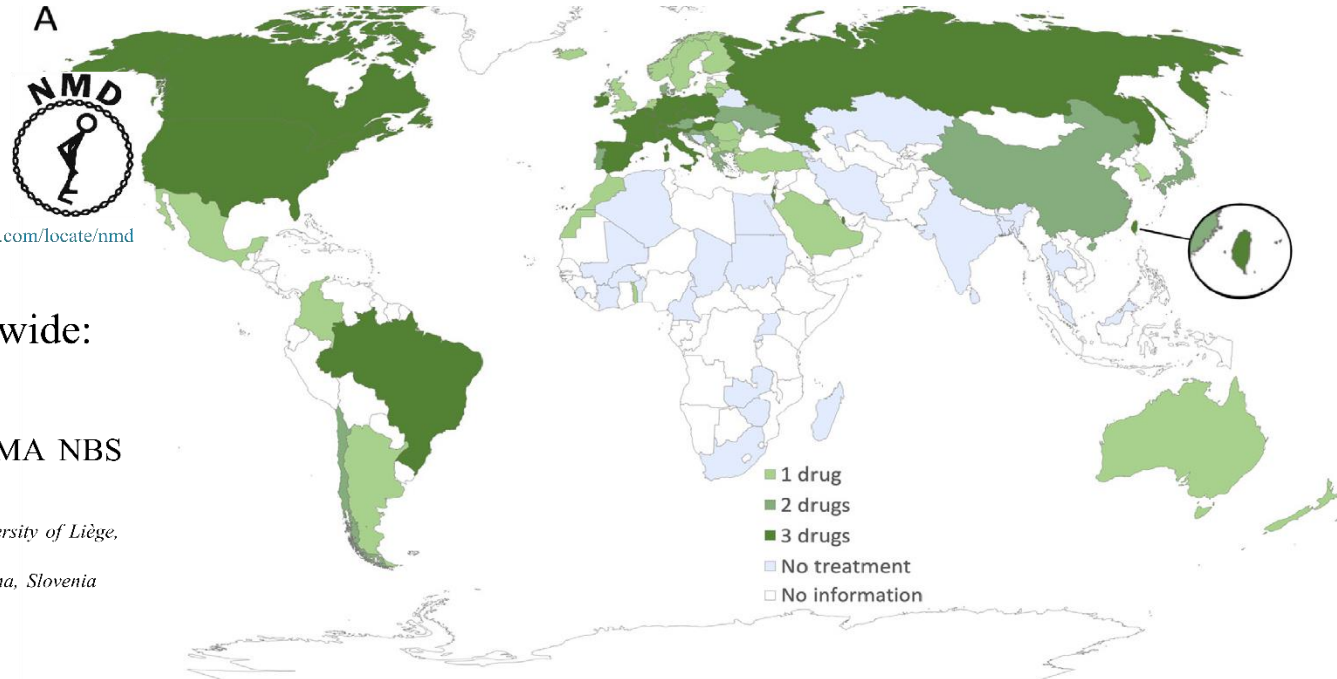 A
NMD
.com/locate/nmd
wide:
MA NBS
ersity of Liège,
na, Slovenia
1 drug
2 drugs
3 drugs
No treatment
No information